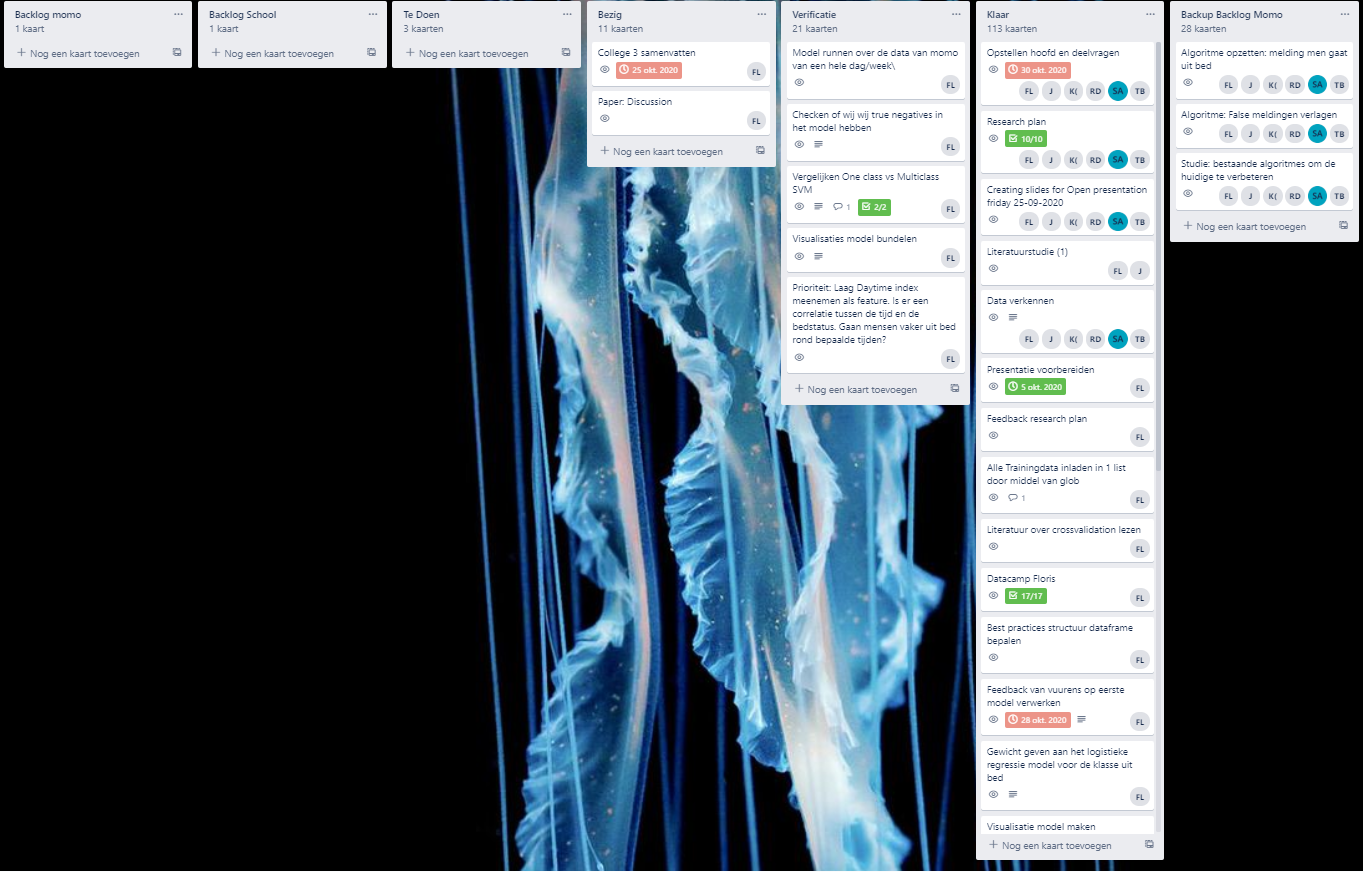 Backlog momo
1 kaart
Nog een kaart toevoegen
Backlog School
1 kaart
Nog een kaart toevoegen
Te Doen
3 kaarten
Nog een kaart toevoegen
Bezig
11 kaarten
College 3 samenvatten
25 okt. 2020
FL
Paper: Discussion
FL
Nog een kaart toevoegen
Verificatie
21 kaarten
Model runnen over de data van momo
van een hele dag/week\
FL
Checken of wij wij true negatives in
het model hebben
FL
Vergelijken One class vs Multiclass
SVM
1 2/2
FL
Visualisaties model bundelen
FL
Prioriteit: Laag Daytime index
meenemen als feature. Is er een
correlatie tussen de tijd en de
bedstatus. Gaan mensen vaker uit bed
rond bepaalde tijden?
FL
Nog een kaart toevoegen
Klaar
113 kaarten
Opstellen hoofd en deelvragen
30 okt. 2020
FL J K( RD SA TB
Research plan
10/10
FL J K( RD SA TB
Creating slides for Open presentation
friday 25-09-2020
FL J K( RD SA TB
Literatuurstudie (1)
FL J
Data verkennen
FL J K( RD SA TB
Presentatie voorbereiden
5 okt. 2020
FL
Feedback research plan
FL
Alle Trainingdata inladen in 1 list
door middel van glob
1
FL
Literatuur over crossvalidation lezen
FL
Datacamp Floris
17/17
FL
Best practices structuur dataframe
bepalen
FL
Feedback van vuurens op eerste
model verwerken
28 okt. 2020
FL
Gewicht geven aan het logistieke
regressie model voor de klasse uit
bed
FL
Visualisatie model maken
Nog een kaart toevoegen
Backup Backlog Momo
28 kaarten
Algoritme opzetten: melding men gaat
uit bed
FL J K( RD SA TB
Algoritme: False meldingen verlagen
FL J K( RD SA TB
Studie: bestaande algoritmes om de
huidige te verbeteren
FL J K( RD SA TB
Nog een kaart toevoegen